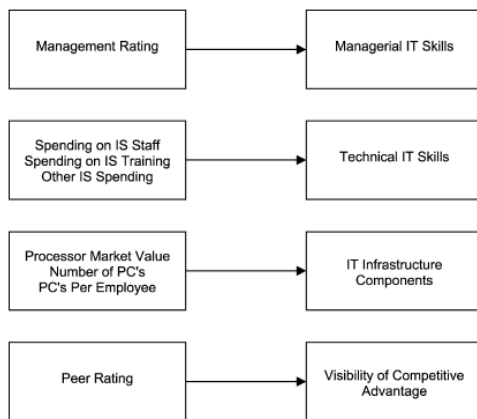 Management Rating
Managerial IT Skills
Spending on IS Staff
Spending on IS Training
Other IS Spending
Technical IT Skills
Processor Market Value
Number of PC's
PC's Per Employee
IT Infrastructure
Components
Peer Rating
Visibility of Competitive
Advantage